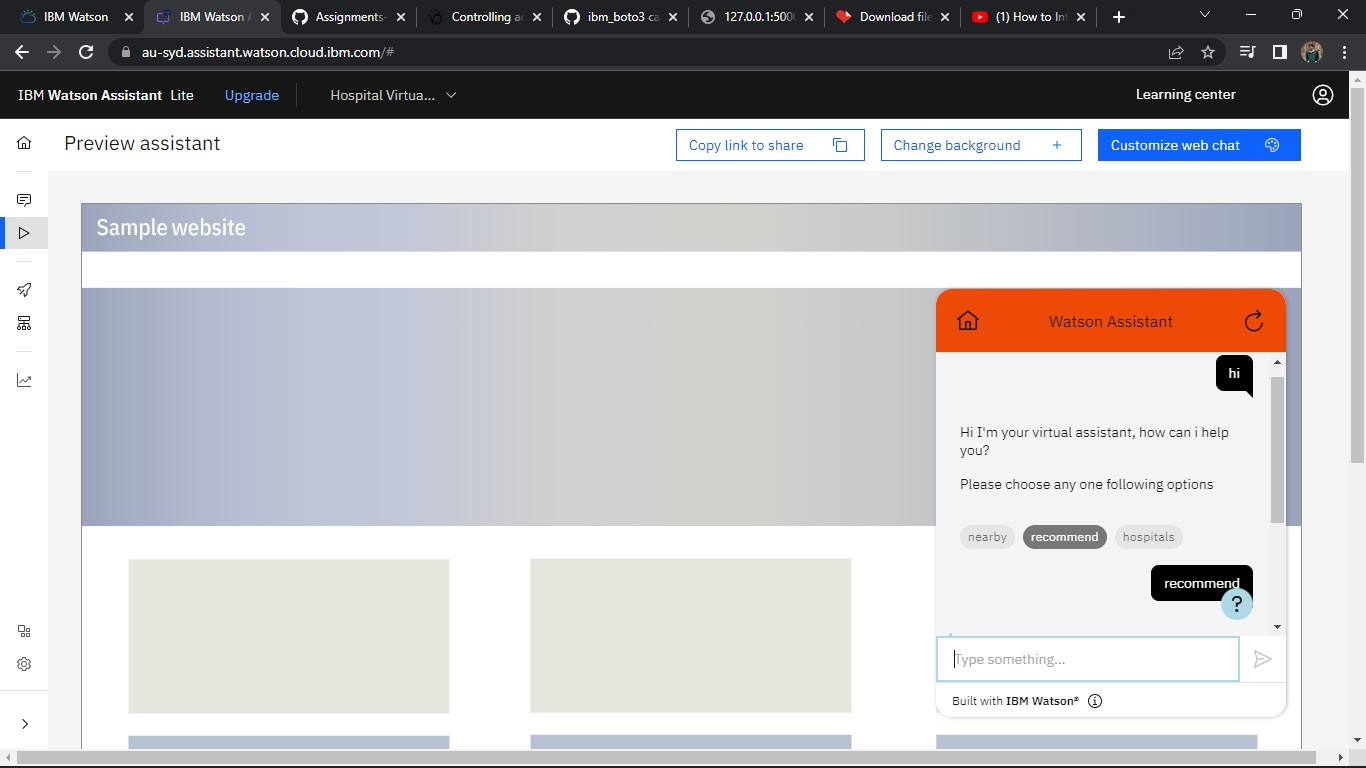 IBM Watson
IBM Watson A
Assignments-
Controlling a
ibm_boto3 ca
127.0.0.1:500
Download file
(1) How to Int
au-syd.assistant.watson.cloud.ibm.com/#
IBM Watson Assistant Lite
Upgrade
Hospital Virtua...
Learning center
Preview assistant
Copy link to share
Change background +
Customize web chat
Sample website
Watson Assistant
hi
Hi I'm your virtual assistant, how can i help
you?
Please choose any one following options
nearby
recommend
hospitals
recommend
?
Type something...
Built with IBM Watson®